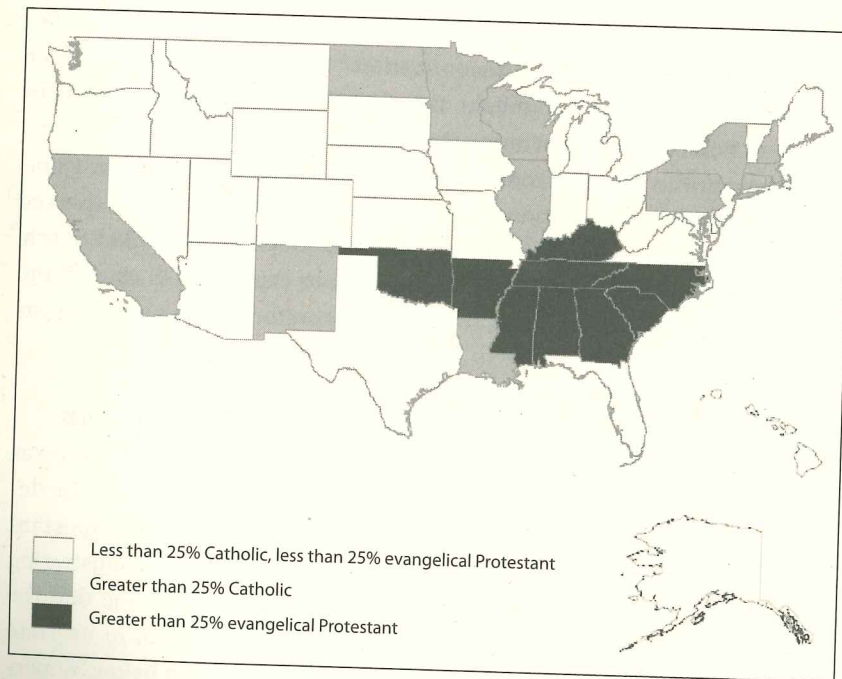 Less than 25% Catholic, less than 25% evangelical Protestant
Greater than 25% Catholic
Greater than 25% evangelical Protestant